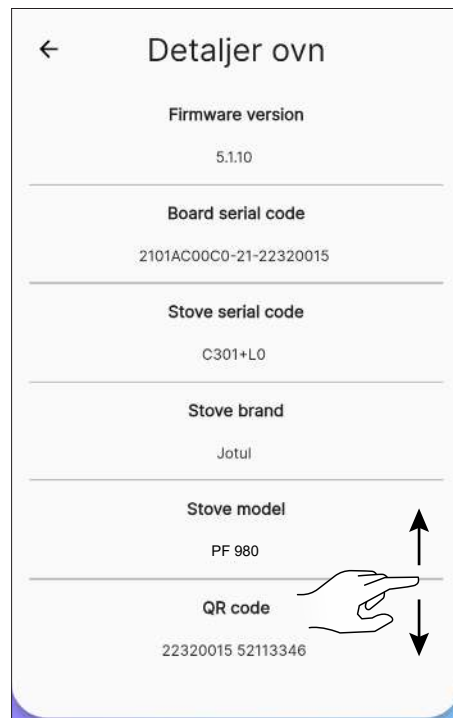 Detaljer ovn
Firmware version
5.1.10
Board serial code
2101AC00C0-21-22320015
Stove serial code
C301+L0
Stove brand
Jotul
Stove model
PF 980
QR code
22320015 52113346